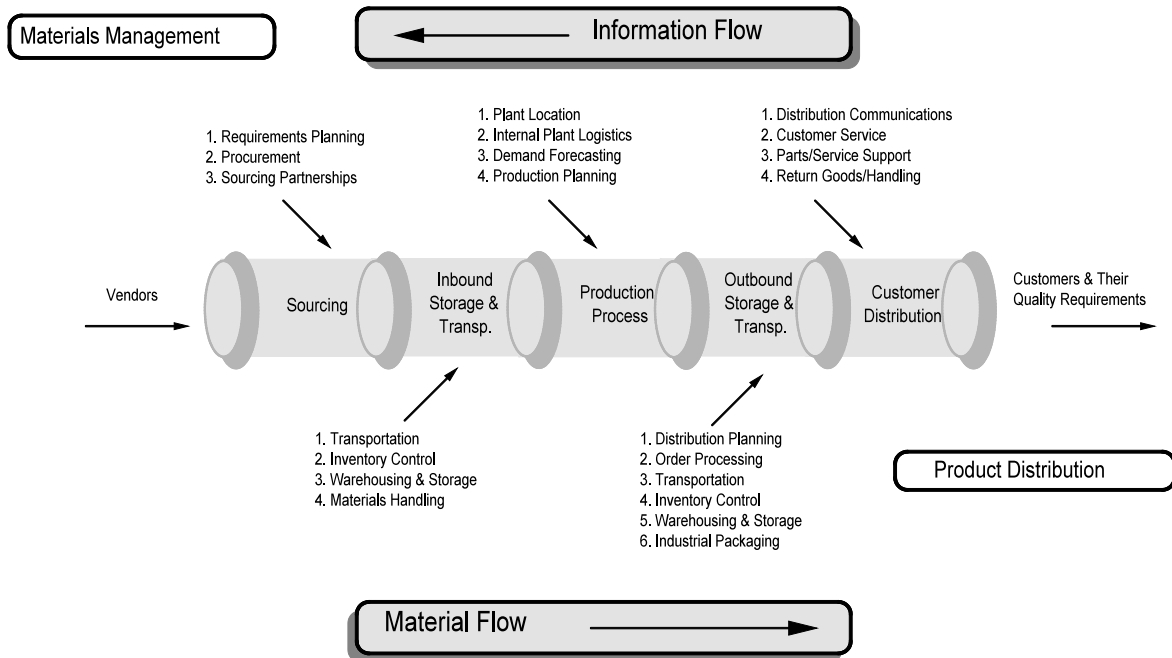 Materials Management
Information Flow
1. Requirements Planning
2. Procurement
3. Sourcing Partnerships
1. Plant Location
2. Internal Plant Logistics
3. Demand Forecasting
4. Production Planning
1. Distribution Communications
2. Customer Service
3. Parts/Service Support
4. Return Goods/Handling
Vendors
Sourcing
Inbound
Storage &
Transp.
Production
Process
Outbound
Storage &
Transp.
Customer
Distribution
Customers & Their
Quality Requirements
1. Transportation
2. Inventory Control
3. Warehousing & Storage
4. Materials Handling
1. Distribution Planning
2. Order Processing
3. Transportation
4. Inventory Control
5. Warehousing & Storage
6. Industrial Packaging
Product Distribution
Material Flow